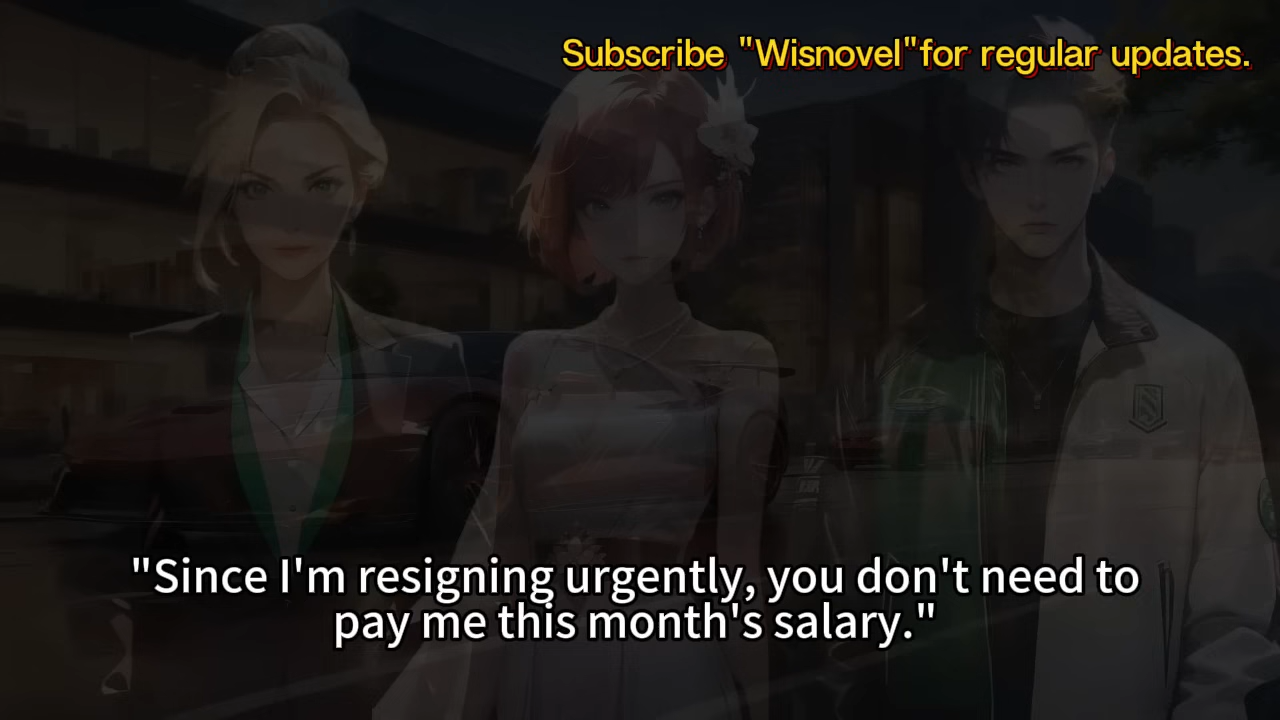 Subscribe "Wisnovel"for regular updates.
"Since I'm resigning urgently, you don't need to
pay me this month's salary."